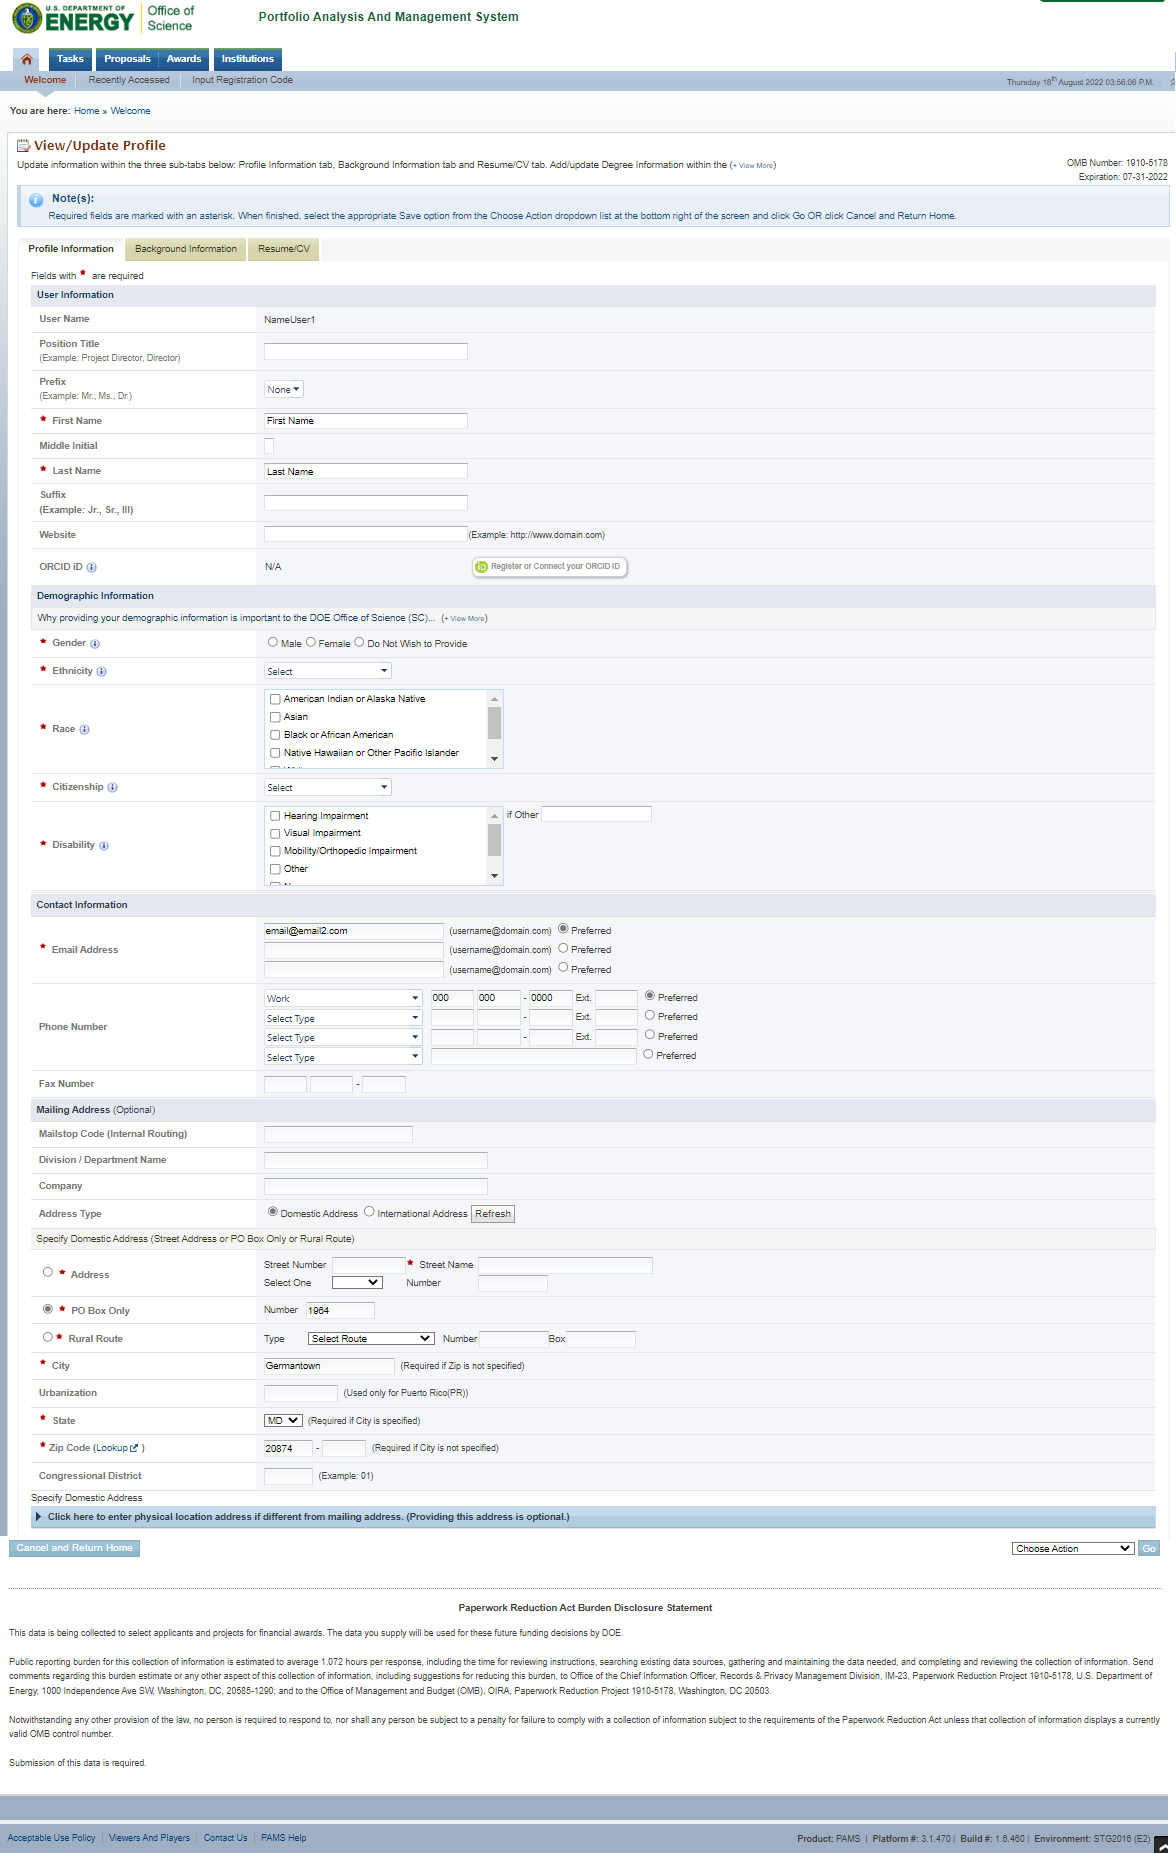 U.S. DEPARTMENT OF
ENERGY
Office of
Science
Portfolio Analysis And Management System
Tasks Proposals Awards Institutions
Welcome Recently Accessed Input Registration Code
Thursday 18th August 2022 03:56:06 P.M.
You are here: Home » Welcome
View/Update Profile
Update information within the three sub-tabs below: Profile Information tab, Background Information tab and Resume/CV tab. Add/update Degree Information within the (+ View More)
OMB Number: 1910-5178
Expiration: 07-31-2022
Note(s):
Required fields are marked with an asterisk. When finished, select the appropriate Save option from the Choose Action dropdown list at the bottom right of the screen and click Go OR click Cancel and Return Home.
Profile Information Background Information Resume/CV
Fields with * are required
User Information
User Name NameUser1
Position Title
(Example: Project Director, Director)
Prefix
(Example: Mr., Ms., Dr.)
None
* First Name First Name
Middle Initial
* Last Name Last Name
Suffix
(Example: Jr., Sr., III)
Website (Example: http://www.domain.com)
ORCID iD N/A iD Register or Connect your ORCID iD
Demographic Information
Why providing your demographic information is important to the DOE Office of Science (SC)... (+ View More)
* Gender Male Female Do Not Wish to Provide
* Ethnicity Select
* Race
American Indian or Alaska Native
Asian
Black or African American
Native Hawaiian or Other Pacific Islander
* Citizenship Select
* Disability
Hearing Impairment if Other
Visual Impairment
Mobility/Orthopedic Impairment
Other
Contact Information
* Email Address
email@email2.com (username@domain.com) Preferred
(username@domain.com) Preferred
(username@domain.com) Preferred
Phone Number
Work 000 000 - 0000 Ext. Preferred
Select Type - Ext. Preferred
Select Type - Ext. Preferred
Select Type Preferred
Fax Number -
Mailing Address (Optional)
Mailstop Code (Internal Routing)
Division / Department Name
Company
Address Type Domestic Address International Address Refresh
Specify Domestic Address (Street Address or PO Box Only or Rural Route)
* Address Street Number * Street Name
Select One Number
* PO Box Only Number 1964
* Rural Route Type Select Route Number Box
* City Germantown (Required if Zip is not specified)
Urbanization (Used only for Puerto Rico(PR))
* State MD (Required if City is specified)
* Zip Code (Lookup ) 20874 - (Required if City is not specified)
Congressional District (Example: 01)
Specify Domestic Address
Click here to enter physical location address if different from mailing address. (Providing this address is optional.)
Cancel and Return Home Choose Action Go
Paperwork Reduction Act Burden Disclosure Statement
This data is being collected to select applicants and projects for financial awards. The data you supply will be used for these future funding decisions by DOE.
Public reporting burden for this collection of information is estimated to average 1.072 hours per response, including the time for reviewing instructions, searching existing data sources, gathering and maintaining the data needed, and completing and reviewing the collection of information. Send
comments regarding this burden estimate or any other aspect of this collection of information, including suggestions for reducing this burden, to Office of the Chief Information Officer, Records & Privacy Management Division, IM-23, Paperwork Reduction Project 1910-5178, U.S. Department of
Energy, 1000 Independence Ave SW, Washington, DC, 20585-1290; and to the Office of Management and Budget (OMB), OIRA, Paperwork Reduction Project 1910-5178, Washington, DC 20503.
Notwithstanding any other provision of the law, no person is required to respond to, nor shall any person be subject to a penalty for failure to comply with a collection of information subject to the requirements of the Paperwork Reduction Act unless that collection of information displays a currently
valid OMB control number.
Submission of this data is required.
Acceptable Use Policy Viewers And Players Contact Us PAMS Help
Product: PAMS | Platform #: 3.1.470 | Build #: 1.6.460 | Environment: STG2016 (E2)